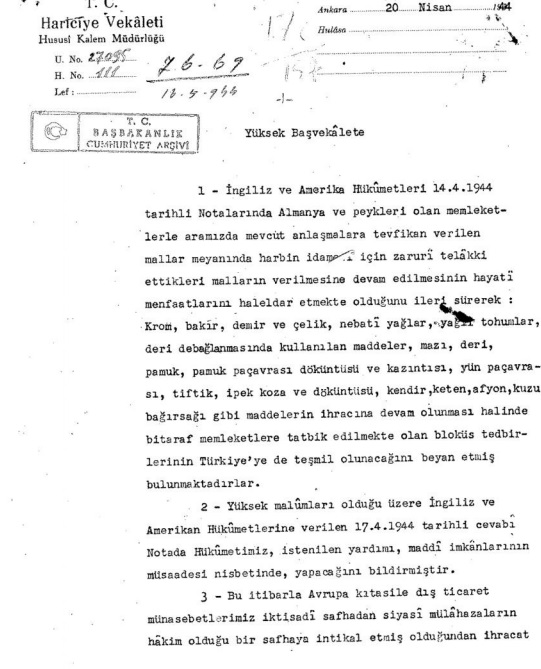 T. C.
Hariciye Vekâleti
Hususî Kalem Müdürlüğü
U. No. 27095
H. No. 111
Lef :
76-69
Ankara 20 Nisan 1944
Hulâsa
-1-
T. C.
BAŞBAKANLIK
CUMHURİYET ARŞİVİ
Yüksek Başvekâlete
1 - İngiliz ve Amerika Hükûmetleri 14.4.1944
tarihli Notalarında Almanya ve peykleri olan memleket-
lerle aramızda mevcut anlaşmalara tevfikan verilen
mallar meyanında harbin idame i için zarurî telâkki
ettikleri malların verilmesine devam edilmesinin hayatî
menfaatlarını haleldar etmekte olduğunu ileri sürerek :
Krom, bakır, demir ve çelik, nebatî yağlar, yağlı tohumlar,
deri debağlanmasında kullanılan maddeler, mazı, deri,
pamuk, pamuk paçavrası döküntüsü ve kazıntısı, yün paçavra-
sı, tiftik, ipek koza ve döküntüsü, kendir,keten,afyon,kuzu
bağırsağı gibi maddelerin ihracına devam olunması halinde
bitaraf memleketlere tatbik edilmekte olan bloküs tedbir-
lerinin Türkiye'ye de teşmil olunacağını beyan etmiş
bulunmaktadırlar.
2 - Yüksek malûmları olduğu üzere İngiliz ve
Amerikan Hükûmetlerine verilen 17.4.1944 tarihli cevabî
Notada Hükûmetimiz, istenilen yardımı, maddî imkânlarının
müsaadesi nisbetinde, yapacağını bildirmiştir.
3 - Bu itibarla Avrupa kıtasile dış ticaret
münasebetlerimiz iktisadî safhadan siyasî mülâhazaların
hâkim olduğu bir safhaya intikal etmiş olduğundan ihracat